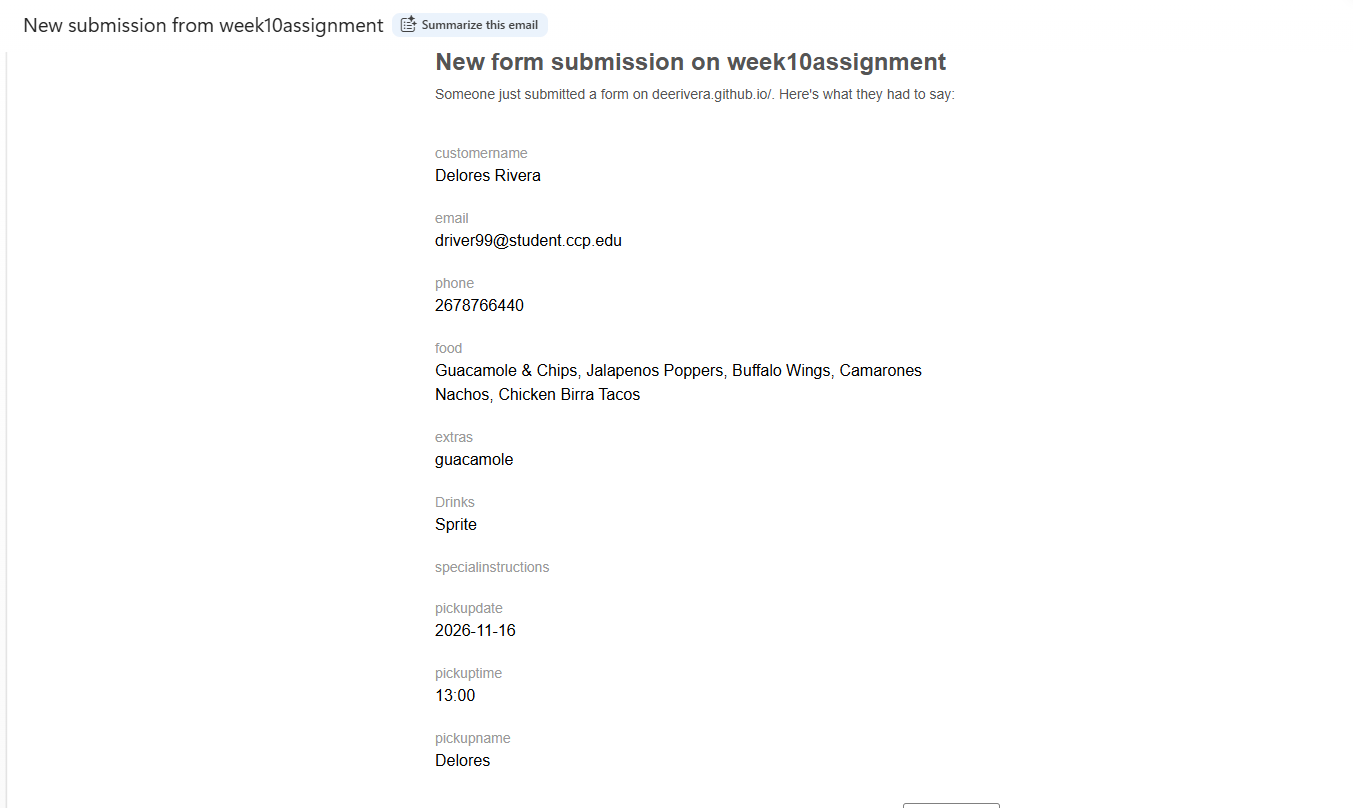 New submission from week10assignment
Summarize this email
New form submission on week10assignment
Someone just submitted a form on deerivera.github.io/. Here's what they had to say:
customername
Delores Rivera
email
driver99@student.ccp.edu
phone
2678766440
food
Guacamole & Chips, Jalapenos Poppers, Buffalo Wings, Camarones
Nachos, Chicken Birra Tacos
extras
guacamole
Drinks
Sprite
specialinstructions
pickupdate
2026-11-16
pickuptime
13:00
pickupname
Delores